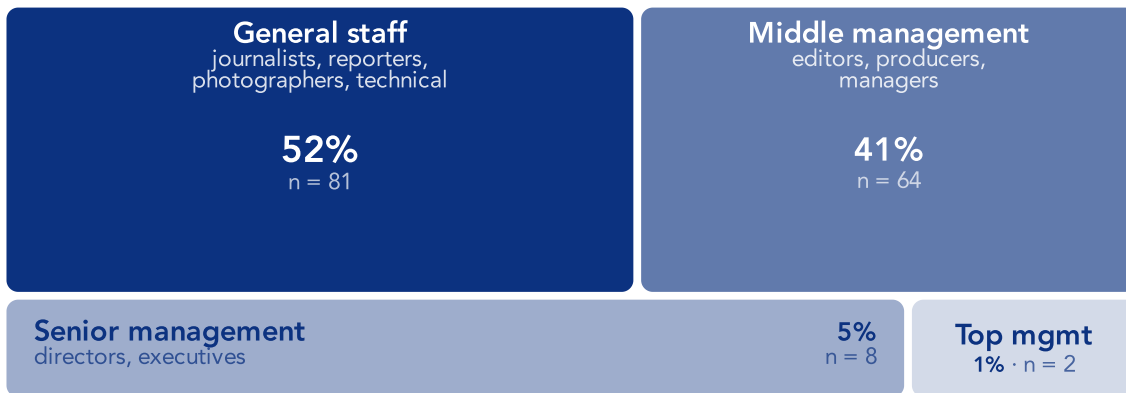 General staff
journalists, reporters,
photographers, technical
52%
n = 81
Middle management
editors, producers,
managers
41%
n = 64
Senior management
directors, executives
5%
n = 8
Top mgmt
1% · n = 2